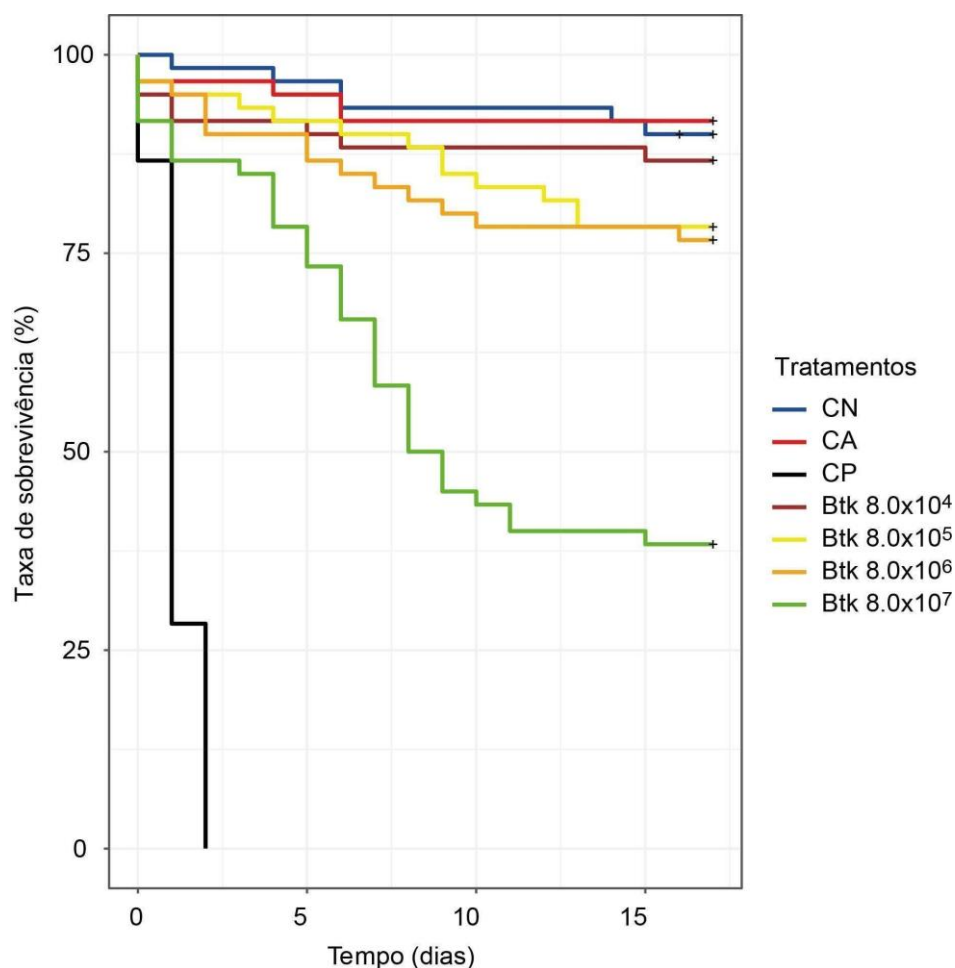 100
75
50
25
0
Taxa de sobrevivência (%)
0 5 10 15
Tempo (dias)
Tratamentos
CN
CA
CP
Btk 8.0x10⁴
Btk 8.0x10⁵
Btk 8.0x10⁶
Btk 8.0x10⁷